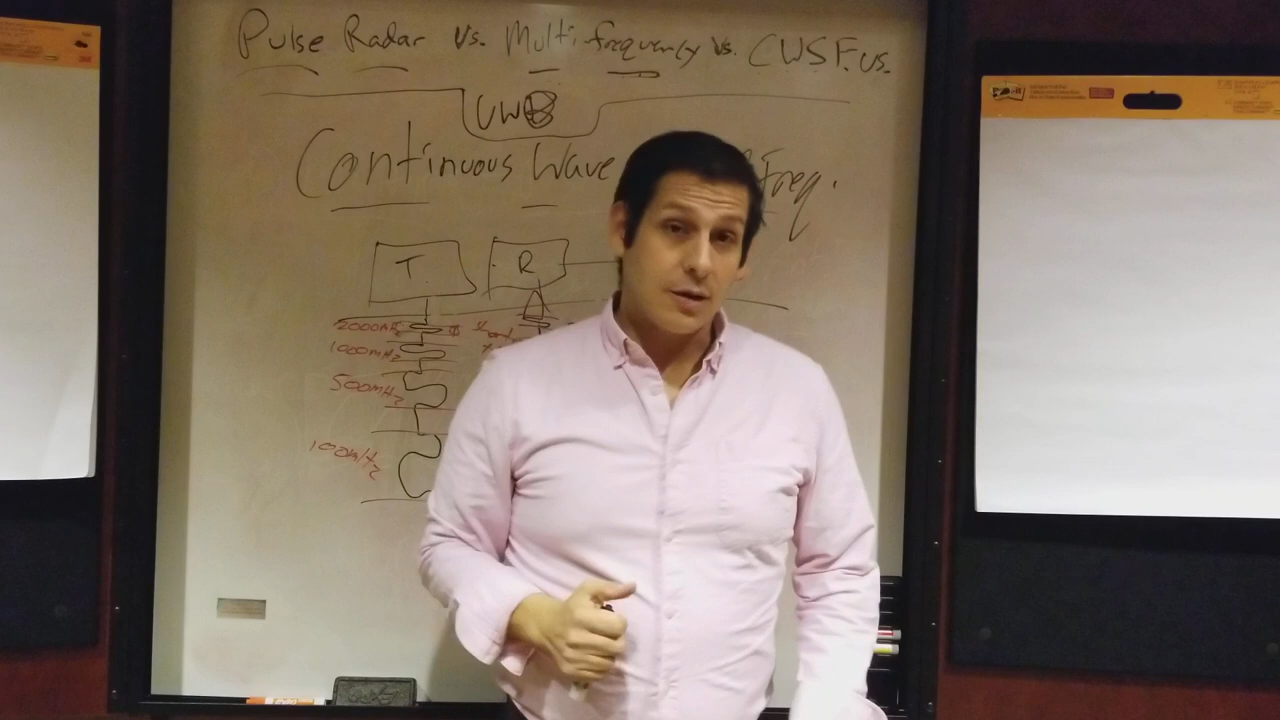 Pulse Radar vs. Multi frequency vs. CWSF. vs.
UWB
Continuous Wave Freq.
T R
2000mHz
1000mHz
500mHz
100mHz